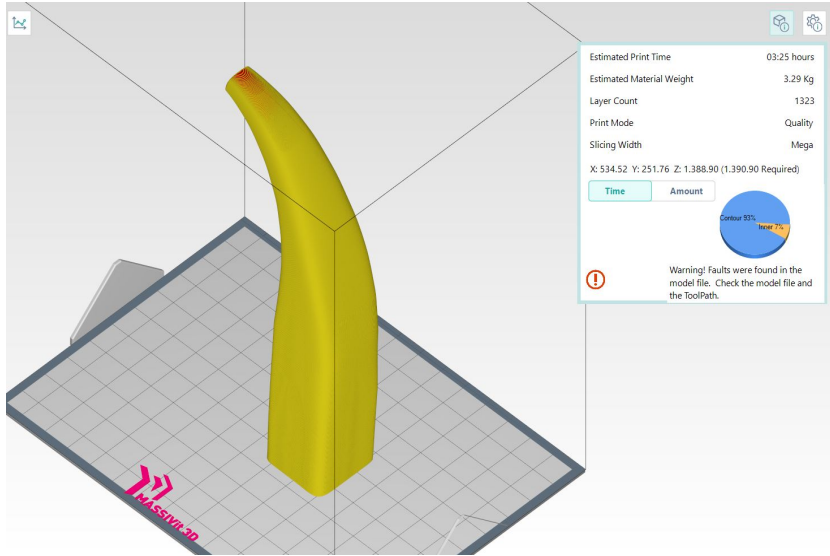 Estimated Print Time 03:25 hours
Estimated Material Weight 3.29 Kg
Layer Count 1323
Print Mode Quality
Slicing Width Mega
X: 534.52 Y: 251.76 Z: 1.388.90 (1.390.90 Required)
Time Amount
Contour 93%
Inner 7%
Warning! Faults were found in the
model file. Check the model file and
the ToolPath.
MASSIVit 3D